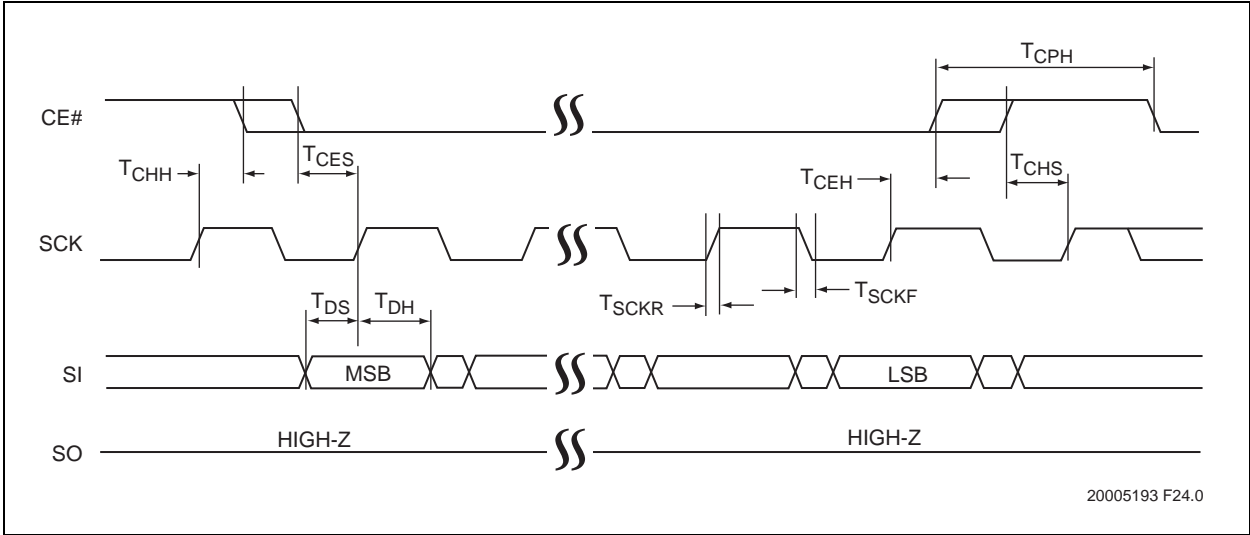 TCPH
CE#
TCES
TCHH
TCEH
TCHS
SCK
TDS
TDH
TSCKR
TSCKF
SI
MSB
LSB
HIGH-Z
HIGH-Z
SO
20005193 F24.0